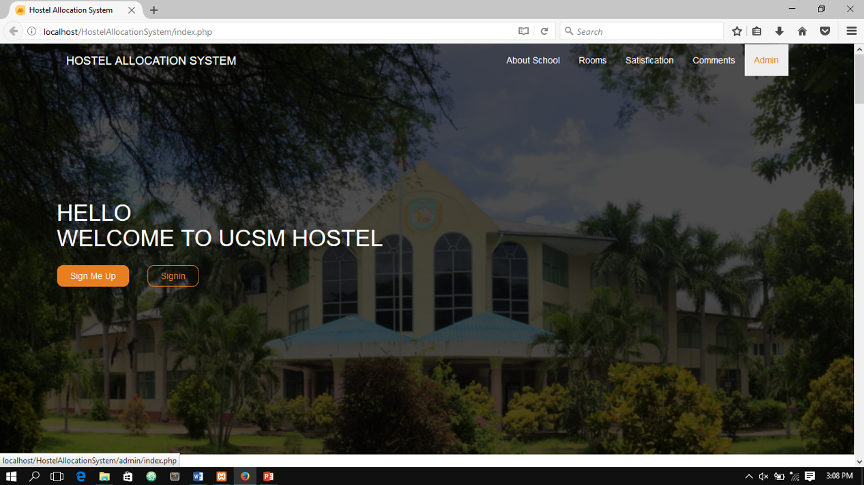 Hostel Allocation System
localhost/HostelAllocationSystem/index.php
Search
HOSTEL ALLOCATION SYSTEM
About School
Rooms
Satisfication
Comments
Admin
HELLO
WELCOME TO UCSM HOSTEL
Sign Me Up
Signin
localhost/HostelAllocationSystem/admin/index.php
3:08 PM